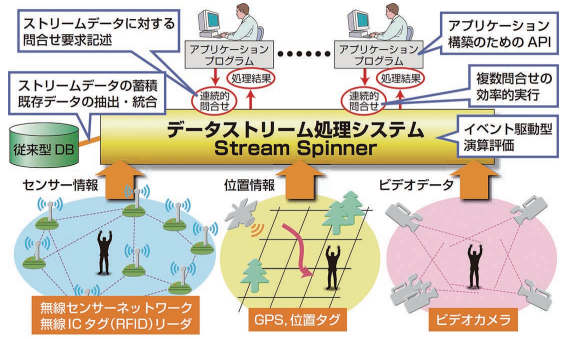 ストリームデータに対する
問合せ要求記述
アプリケーション
プログラム
アプリケーション
プログラム
アプリケーション
構築のための API
連続的
問合せ
処理結果
連続的
問合せ
処理結果
ストリームデータの蓄積
既存データの抽出・統合
複数問合せの
効率的実行
従来型 DB
データストリーム処理システム
Stream Spinner
イベント駆動型
演算評価
センサー情報
位置情報
ビデオデータ
無線センサーネットワーク
無線 IC タグ(RFID)リーダ
GPS, 位置タグ
ビデオカメラ